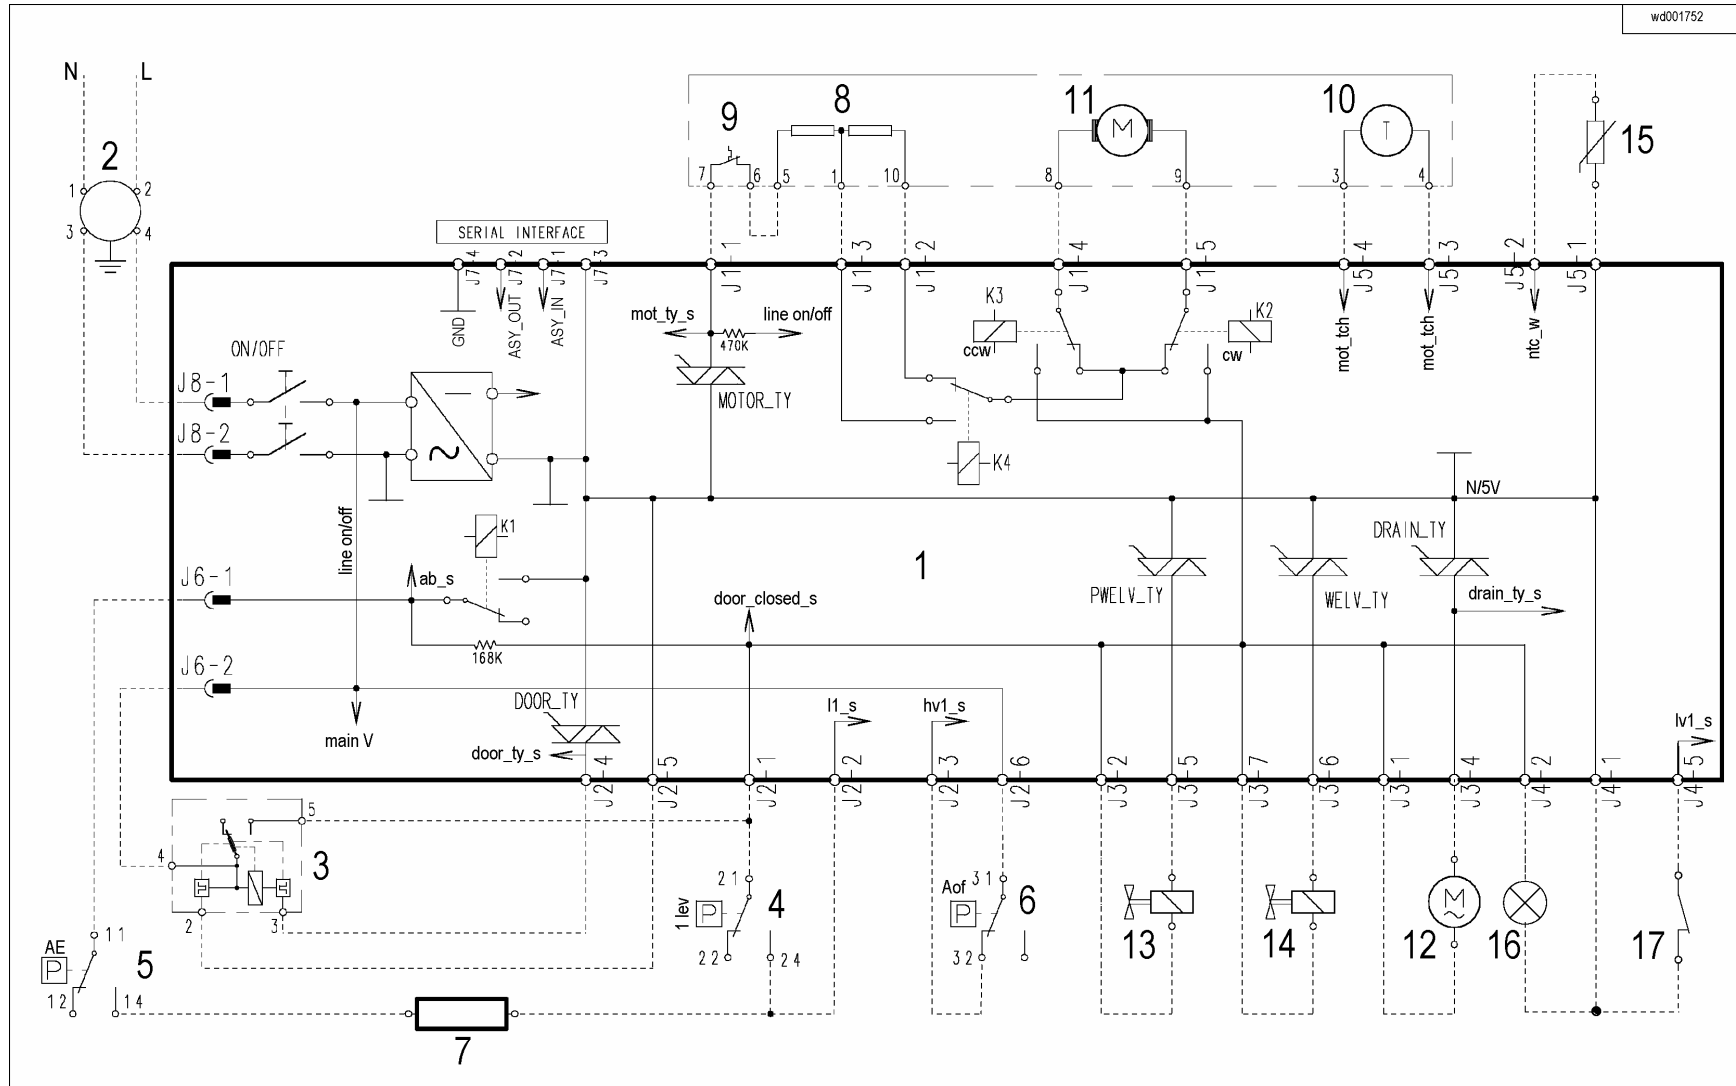 wd001752
N L
9 8 11 10
M T
15
2
1 2
3 4
7 6 5 1 10 8 9 3 4
SERIAL INTERFACE
J7-4 J7-2 J7-1 J7-3 J1-1 J1-3 J1-2 J1-4 J1-5 J5-4 J5-3 J5-2 J5-1
GND ASY_OUT ASY_IN
mot_ty_s line on/off
470K
K3 K2
ccw cw
mot_tch mot_tch ntc_w
ON/OFF
J8-1
MOTOR_TY
J8-2
K4
N/5V
line on/off
K1
DRAIN_TY
1
J6-1
ab_s
door_closed_s
PWELV_TY WELV_TY
drain_ty_s
168K
J6-2
DOOR_TY
l1_s hv1_s
lv1_s
main V
door_ty_s
J2-4 J2-5 J2-1 J2-2 J2-3 J2-6 J3-2 J3-5 J3-7 J3-6 J3-1 J3-4 J4-2 J4-1 J4-5
5
4
3
2 3
21
1 lev
P
4
22 24
Aof
31
P
6
32
13 14
M
12 16 17
11
AE
P
5
12 14
7